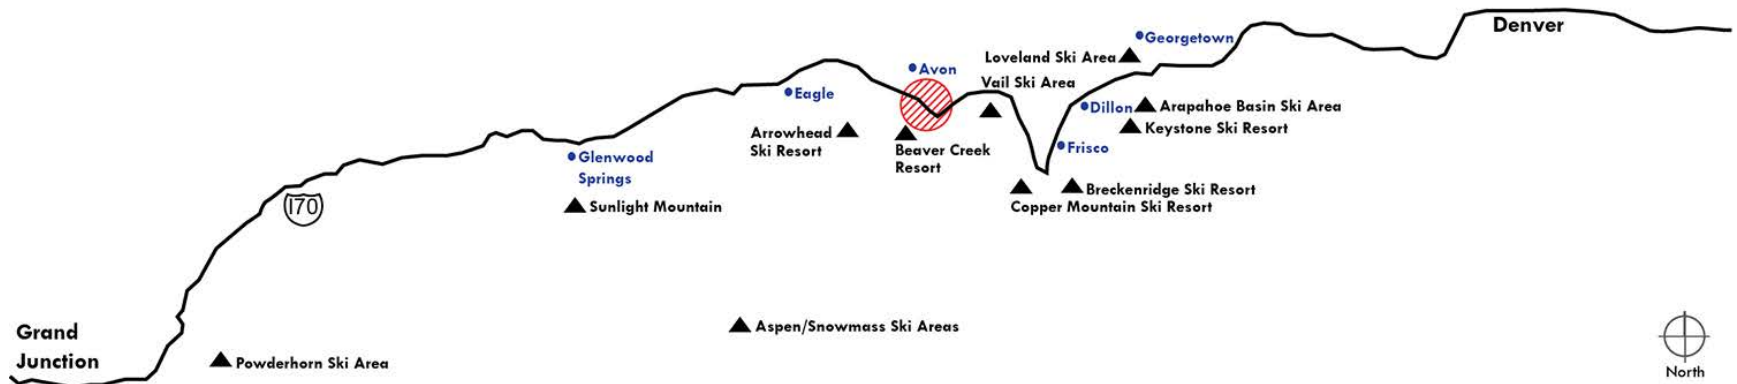 Denver
Georgetown
Loveland Ski Area
Avon
Vail Ski Area
Eagle
Dillon
Arapahoe Basin Ski Area
Keystone Ski Resort
Arrowhead
Ski Resort
Beaver Creek
Resort
Frisco
Glenwood
Springs
Breckenridge Ski Resort
Copper Mountain Ski Resort
I70
Sunlight Mountain
Aspen/Snowmass Ski Areas
Grand
Junction
Powderhorn Ski Area
North